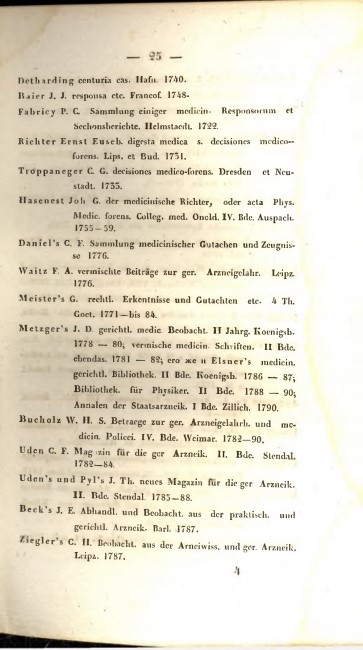 — 25 —
Detharding centuria cas. Hafn. 1740.
Baier J. J. responsa etc. Francof. 1748.
Fabricy P. C. Sammlung einiger medicin. Responsorum et
Sechonsberichte. Helmstaedt. 1722.
Richter Ernst Euseb. digesta medica s. decisiones medico-
forens. Lips. et Bud. 1731.
Troppaneger C. G. decisiones medico-forens. Dresden et Neu-
stadt. 1733.
Hasenest Joh G. der medicinische Richter, oder acta Phys.
Medic. forens. Colleg. med. Onold. IV. Bde. Auspach.
1755—59.
Daniel's C. F. Sammlung medicinischer Gutachen und Zeugnis-
se 1776.
Waitz F. A. vermischte Beiträge zur ger. Arzneigelahr. Leipz.
1776.
Meister's G. rechtl. Erkentnisse und Gutachten etc. 4 Th.
Goet. 1771—bis 84.
Metzger's J. D. gerichtl. medic. Beobacht. II Jahrg. Koenigsb.
1778 — 80; vermische medicin. Schriften. II Bde.
ebendas. 1781 — 82; его же и Elsner's medicin.
gerichtl. Bibliothek. II Bde. Koenigsb. 1786 — 87;
Bibliothek. für Physiker. II Bde. 1788 — 90;
Annalen der Staatsarzneik. I Bde. Zillich. 1790.
Bucholz W. H. S. Betraege zur ger. Arzneigelahrh. und me-
dicin. Policei. IV. Bde. Weimar. 1782—90.
Uden C. F. Magazin für die ger Arzneik. II. Bde. Stendal.
1782—84.
Uden's und Pyl's J. Th. neues Magazin für die ger Arzneik.
II. Bde. Stendal. 1785—88.
Beck's J. E. Abhandl. und Beobacht. aus der praktisch. und
gerichtl. Arzneik. Barl. 1787.
Ziegler's C. H. Beobacht. aus der Arneiwiss. und ger. Arzneik.
Leipz. 1787.
4